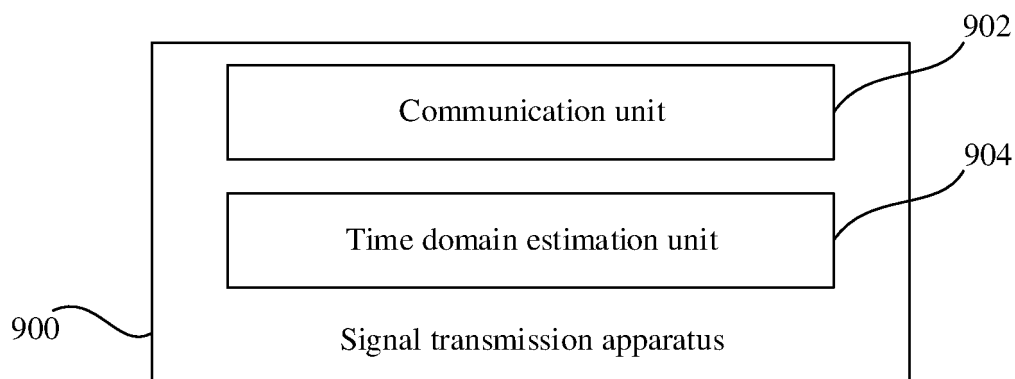 902
Communication unit
904
Time domain estimation unit
900
Signal transmission apparatus